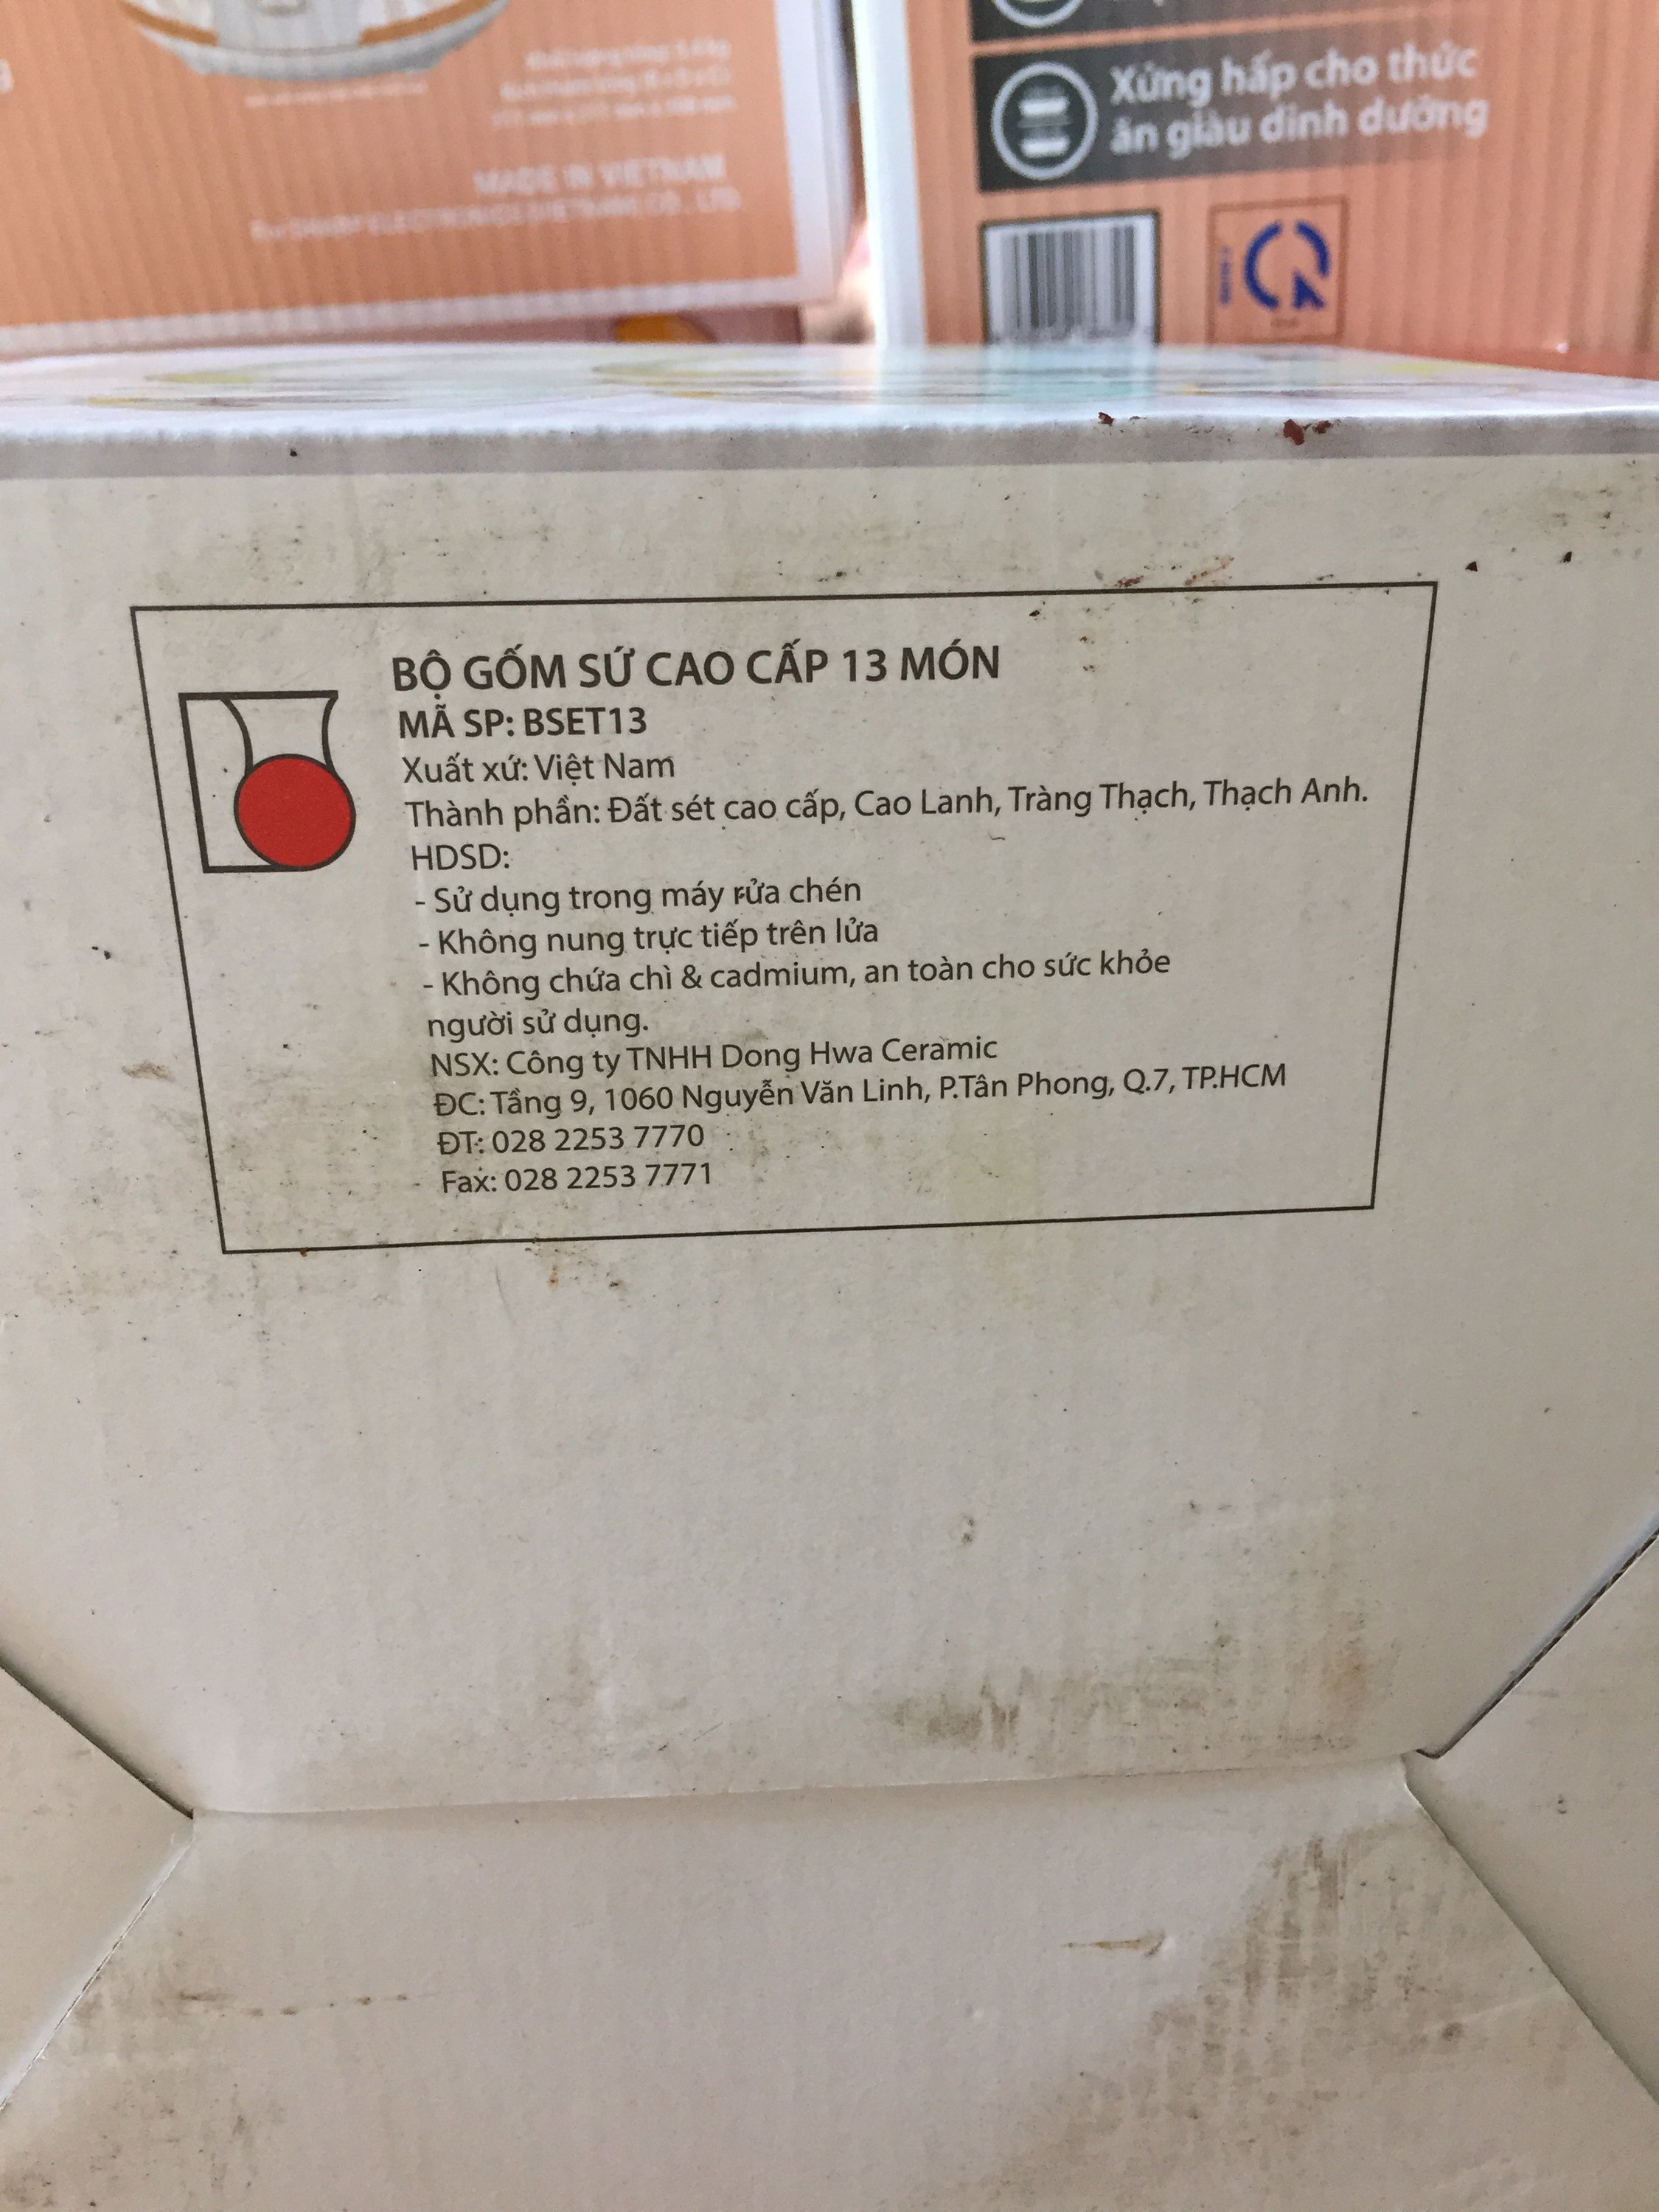 MADE IN VIETNAM
Xửng hấp cho thức
ăn giàu dinh dưỡng
BỘ GỐM SỨ CAO CẤP 13 MÓN
MÃ SP: BSET13
Xuất xứ: Việt Nam
Thành phần: Đất sét cao cấp, Cao Lanh, Tràng Thạch, Thạch Anh.
HDSD:
- Sử dụng trong máy rửa chén
- Không nung trực tiếp trên lửa
- Không chứa chì & cadmium, an toàn cho sức khỏe
người sử dụng.
NSX: Công ty TNHH Dong Hwa Ceramic
ĐC: Tầng 9, 1060 Nguyễn Văn Linh, P.Tân Phong, Q.7, TP.HCM
ĐT: 028 2253 7770
Fax: 028 2253 7771